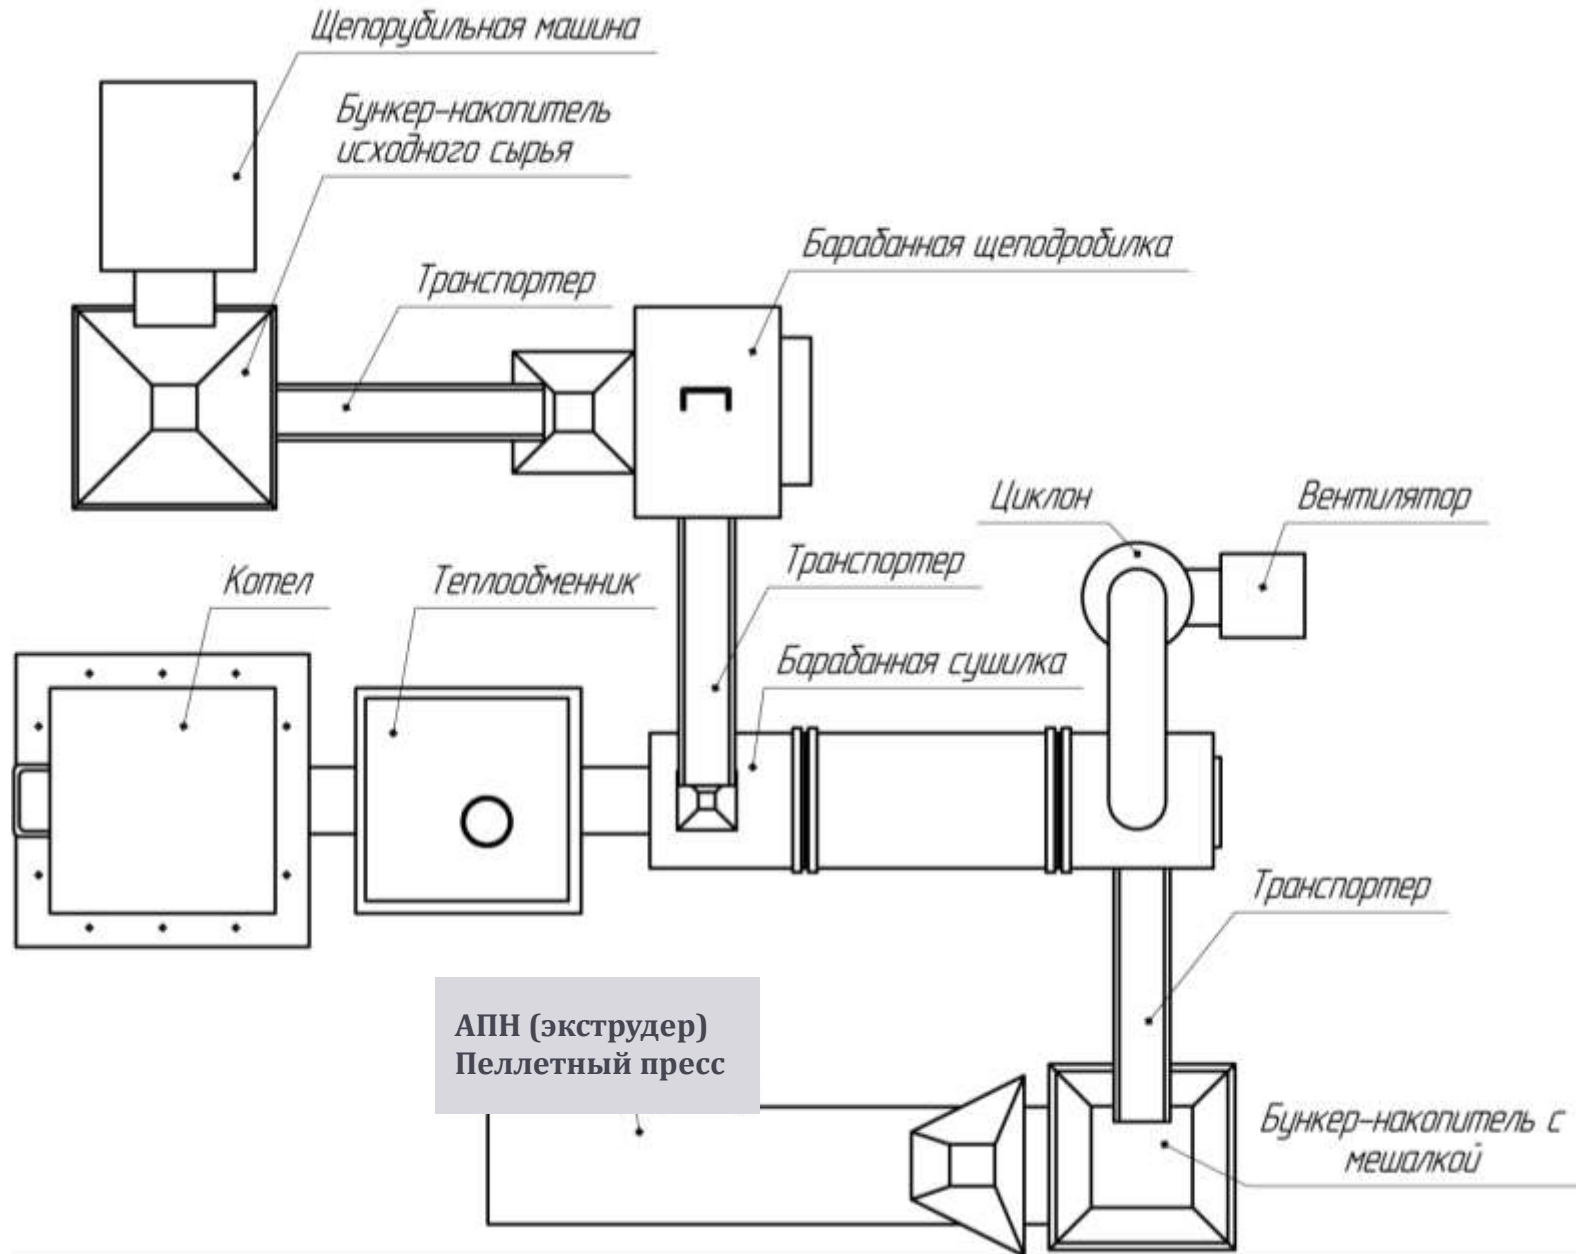 Щепорубильная машина
Бункер-накопитель
исходного сырья
Барабанная щеподробилка
Транспортер
Циклон
Вентилятор
Транспортер
Котел
Теплообменник
Барабанная сушилка
Транспортер
АПН (экструдер)
Пеллетный пресс
Бункер-накопитель с
мешалкой